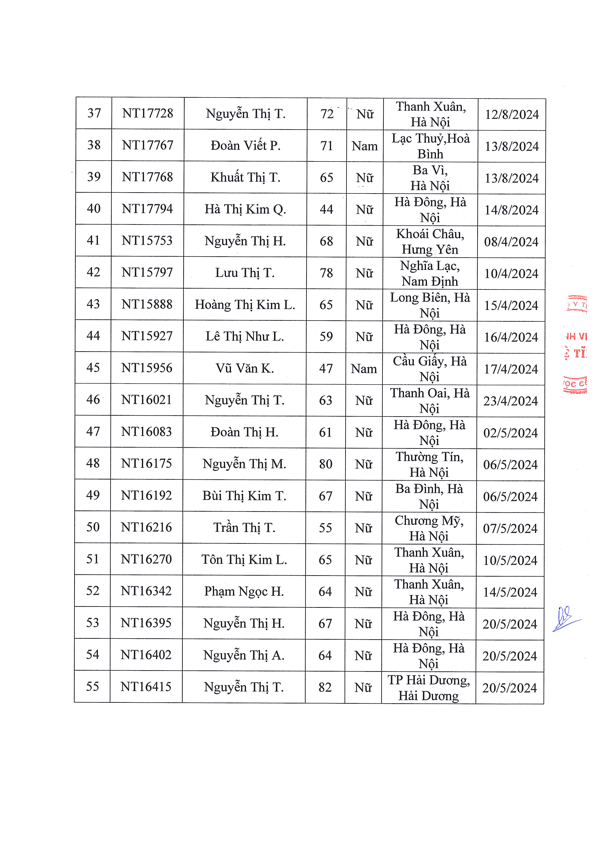 37 NT17728 Nguyễn Thị T. 72 Nữ Thanh Xuân, Hà Nội 12/8/2024
38 NT17767 Đoàn Viết P. 71 Nam Lạc Thuỷ,Hoà Bình 13/8/2024
39 NT17768 Khuất Thị T. 65 Nữ Ba Vì, Hà Nội 13/8/2024
40 NT17794 Hà Thị Kim Q. 44 Nữ Hà Đông, Hà Nội 14/8/2024
41 NT15753 Nguyễn Thị H. 68 Nữ Khoái Châu, Hưng Yên 08/4/2024
42 NT15797 Lưu Thị T. 78 Nữ Nghĩa Lạc, Nam Định 10/4/2024
43 NT15888 Hoàng Thị Kim L. 65 Nữ Long Biên, Hà Nội 15/4/2024
44 NT15927 Lê Thị Như L. 59 Nữ Hà Đông, Hà Nội 16/4/2024
45 NT15956 Vũ Văn K. 47 Nam Cầu Giấy, Hà Nội 17/4/2024
46 NT16021 Nguyễn Thị T. 63 Nữ Thanh Oai, Hà Nội 23/4/2024
47 NT16083 Đoàn Thị H. 61 Nữ Hà Đông, Hà Nội 02/5/2024
48 NT16175 Nguyễn Thị M. 80 Nữ Thường Tín, Hà Nội 06/5/2024
49 NT16192 Bùi Thị Kim T. 67 Nữ Ba Đình, Hà Nội 06/5/2024
50 NT16216 Trần Thị T. 55 Nữ Chương Mỹ, Hà Nội 07/5/2024
51 NT16270 Tôn Thị Kim L. 65 Nữ Thanh Xuân, Hà Nội 10/5/2024
52 NT16342 Phạm Ngọc H. 64 Nữ Thanh Xuân, Hà Nội 14/5/2024
53 NT16395 Nguyễn Thị H. 67 Nữ Hà Đông, Hà Nội 20/5/2024
54 NT16402 Nguyễn Thị A. 64 Nữ Hà Đông, Hà Nội 20/5/2024
55 NT16415 Nguyễn Thị T. 82 Nữ TP Hải Dương, Hải Dương 20/5/2024